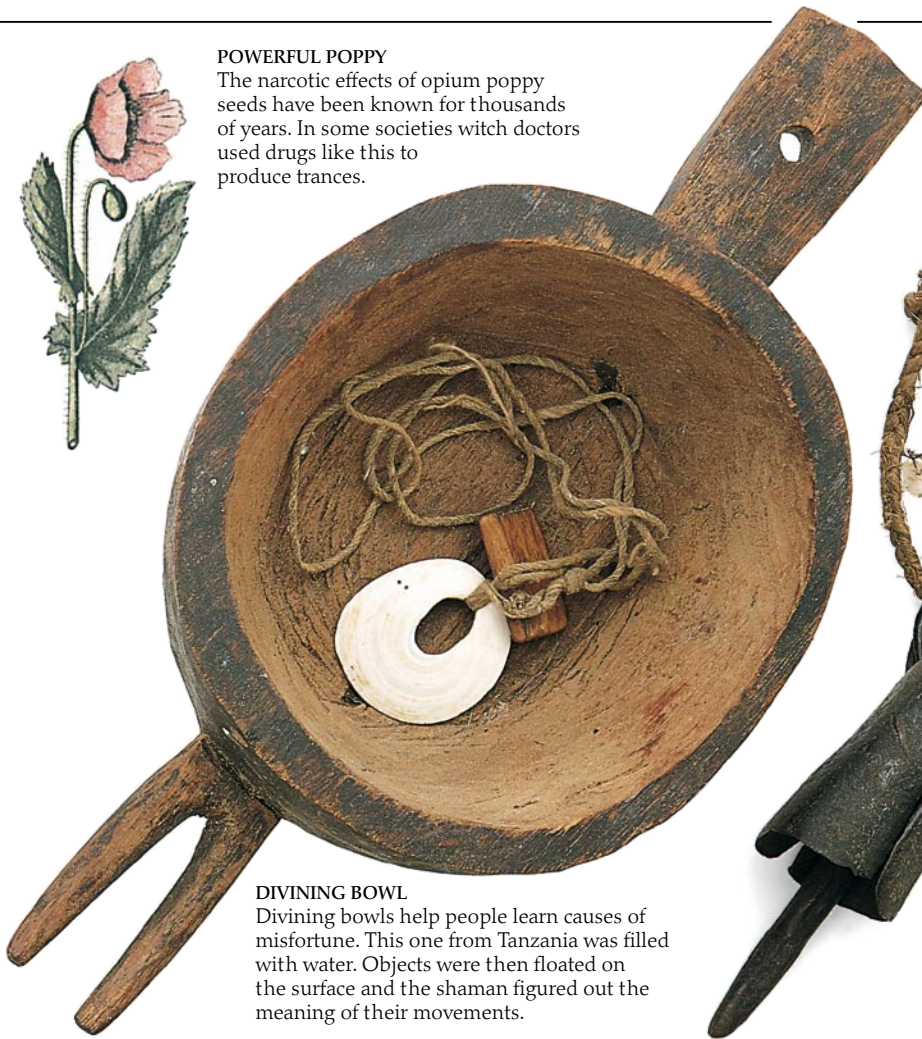 POWERFUL POPPY
The narcotic effects of opium poppy
seeds have been known for thousands
of years. In some societies witch doctors
used drugs like this to
produce trances.
DIVINING BOWL
Divining bowls help people learn causes of
misfortune. This one from Tanzania was filled
with water. Objects were then floated on
the surface and the shaman figured out the
meaning of their movements.